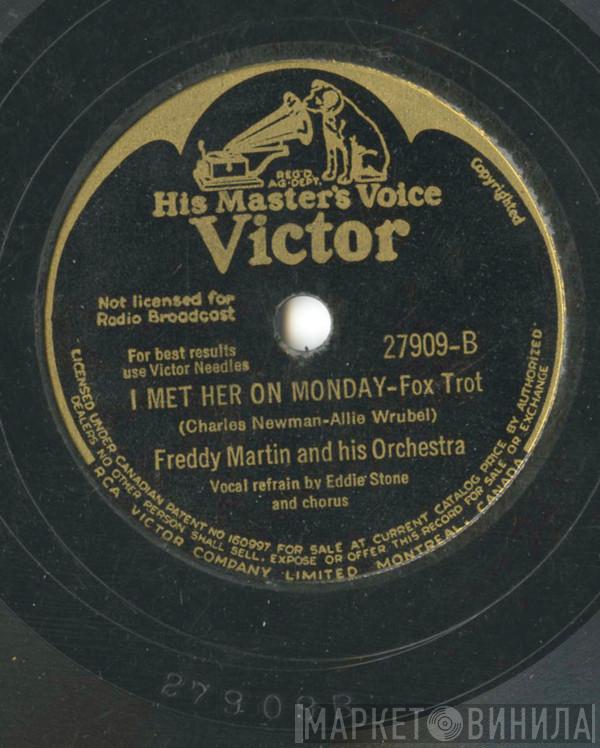 REG'D.
AG. DEPT.
His Master's Voice
Victor
Copyrighted
Not licensed for
Radio Broadcast
For best results
use Victor Needles
27909-B
I MET HER ON MONDAY-Fox Trot
(Charles Newman-Allie Wrubel)
Freddy Martin and his Orchestra
Vocal refrain by Eddie Stone
and chorus
LICENSED UNDER CANADIAN PATENT NO 160997 FOR SALE AT CURRENT CATALOG PRICE BY AUTHORIZED
DEALERS NO OTHER PERSON SHALL SELL, EXPOSE OR OFFER THIS RECORD FOR SALE OR EXCHANGE
RCA VICTOR COMPANY LIMITED MONTREAL, CANADA
27909B
МАРКЕТ ВИНИЛА